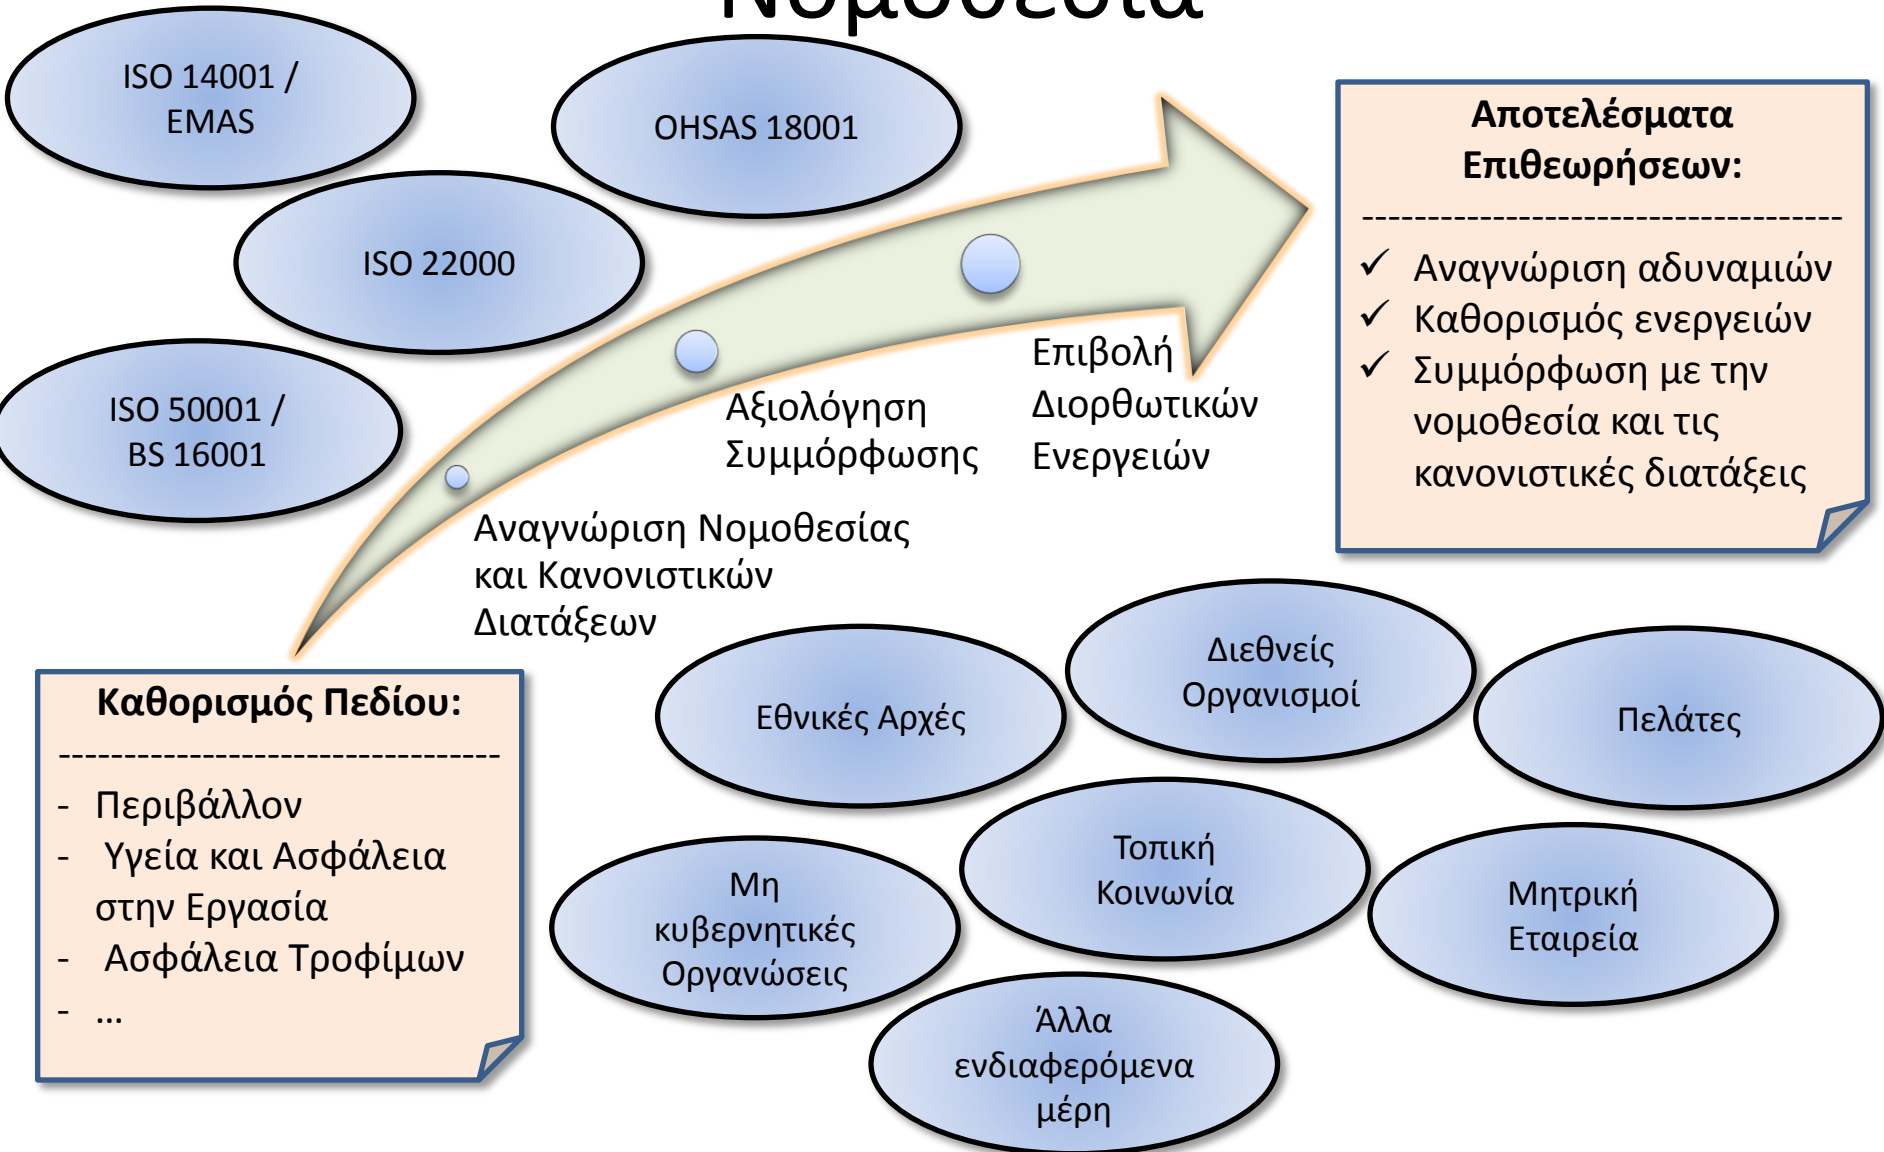 Νομοθεσία
ISO 14001 /
EMAS
OHSAS 18001
ISO 22000
ISO 50001 /
BS 16001
Αποτελέσματα
Επιθεωρήσεων:
-------------------------------------
✓ Αναγνώριση αδυναμιών
✓ Καθορισμός ενεργειών
✓ Συμμόρφωση με την
νομοθεσία και τις
κανονιστικές διατάξεις
Επιβολή
Διορθωτικών
Ενεργειών
Αξιολόγηση
Συμμόρφωσης
Αναγνώριση Νομοθεσίας
και Κανονιστικών
Διατάξεων
Καθορισμός Πεδίου:
----------------------------------
- Περιβάλλον
- Υγεία και Ασφάλεια
στην Εργασία
- Ασφάλεια Τροφίμων
- ...
Εθνικές Αρχές
Διεθνείς
Οργανισμοί
Πελάτες
Μη
κυβερνητικές
Οργανώσεις
Τοπική
Κοινωνία
Μητρική
Εταιρεία
Άλλα
ενδιαφερόμενα
μέρη